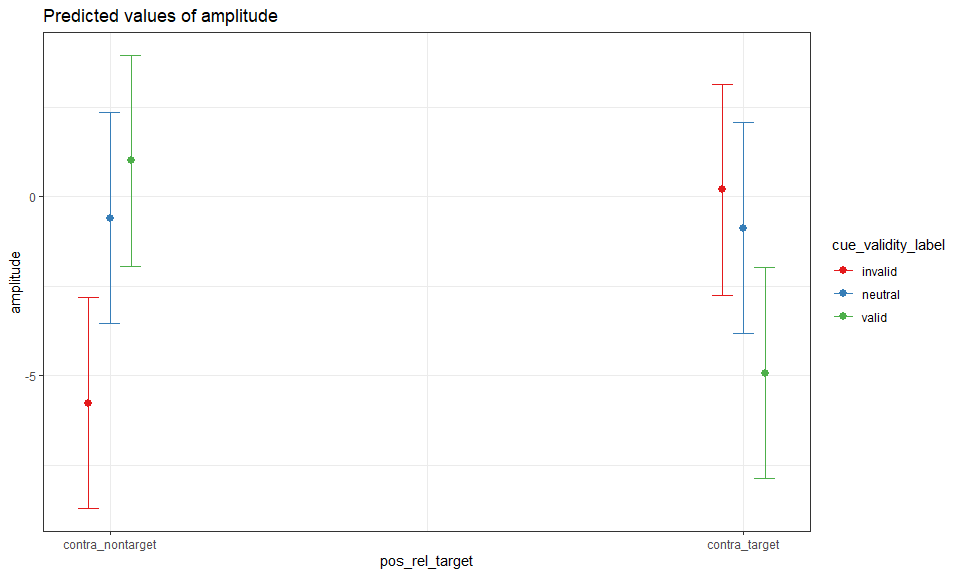 Predicted values of amplitude
amplitude
0
-5
contra_nontarget
contra_target
pos_rel_target
cue_validity_label
invalid
neutral
valid